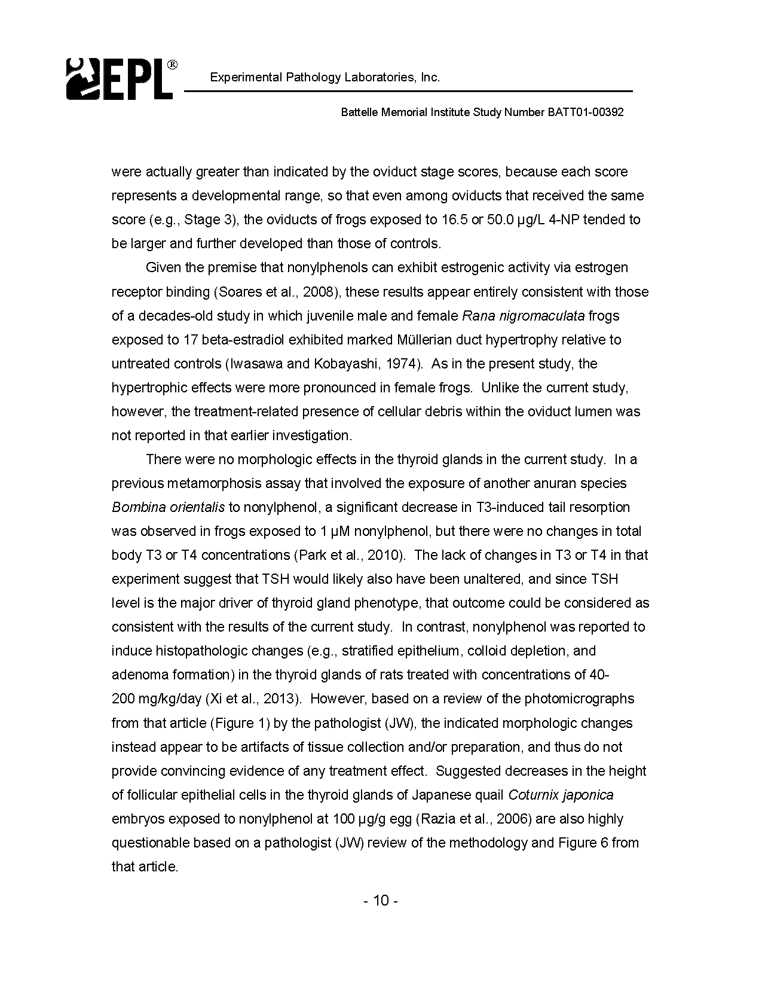 EPL®
Experimental Pathology Laboratories, Inc.
Battelle Memorial Institute Study Number BATT01-00392
were actually greater than indicated by the oviduct stage scores, because each score
represents a developmental range, so that even among oviducts that received the same
score (e.g., Stage 3), the oviducts of frogs exposed to 16.5 or 50.0 µg/L 4-NP tended to
be larger and further developed than those of controls.
Given the premise that nonylphenols can exhibit estrogenic activity via estrogen
receptor binding (Soares et al., 2008), these results appear entirely consistent with those
of a decades-old study in which juvenile male and female Rana nigromaculata frogs
exposed to 17 beta-estradiol exhibited marked Müllerian duct hypertrophy relative to
untreated controls (Iwasawa and Kobayashi, 1974).  As in the present study, the
hypertrophic effects were more pronounced in female frogs.  Unlike the current study,
however, the treatment-related presence of cellular debris within the oviduct lumen was
not reported in that earlier investigation.
There were no morphologic effects in the thyroid glands in the current study.  In a
previous metamorphosis assay that involved the exposure of another anuran species
Bombina orientalis to nonylphenol, a significant decrease in T3-induced tail resorption
was observed in frogs exposed to 1 µM nonylphenol, but there were no changes in total
body T3 or T4 concentrations (Park et al., 2010).  The lack of changes in T3 or T4 in that
experiment suggest that TSH would likely also have been unaltered, and since TSH
level is the major driver of thyroid gland phenotype, that outcome could be considered as
consistent with the results of the current study.  In contrast, nonylphenol was reported to
induce histopathologic changes (e.g., stratified epithelium, colloid depletion, and
adenoma formation) in the thyroid glands of rats treated with concentrations of 40-
200 mg/kg/day (Xi et al., 2013).  However, based on a review of the photomicrographs
from that article (Figure 1) by the pathologist (JW), the indicated morphologic changes
instead appear to be artifacts of tissue collection and/or preparation, and thus do not
provide convincing evidence of any treatment effect.  Suggested decreases in the height
of follicular epithelial cells in the thyroid glands of Japanese quail Coturnix japonica
embryos exposed to nonylphenol at 100 µg/g egg (Razia et al., 2006) are also highly
questionable based on a pathologist (JW) review of the methodology and Figure 6 from
that article.
- 10 -